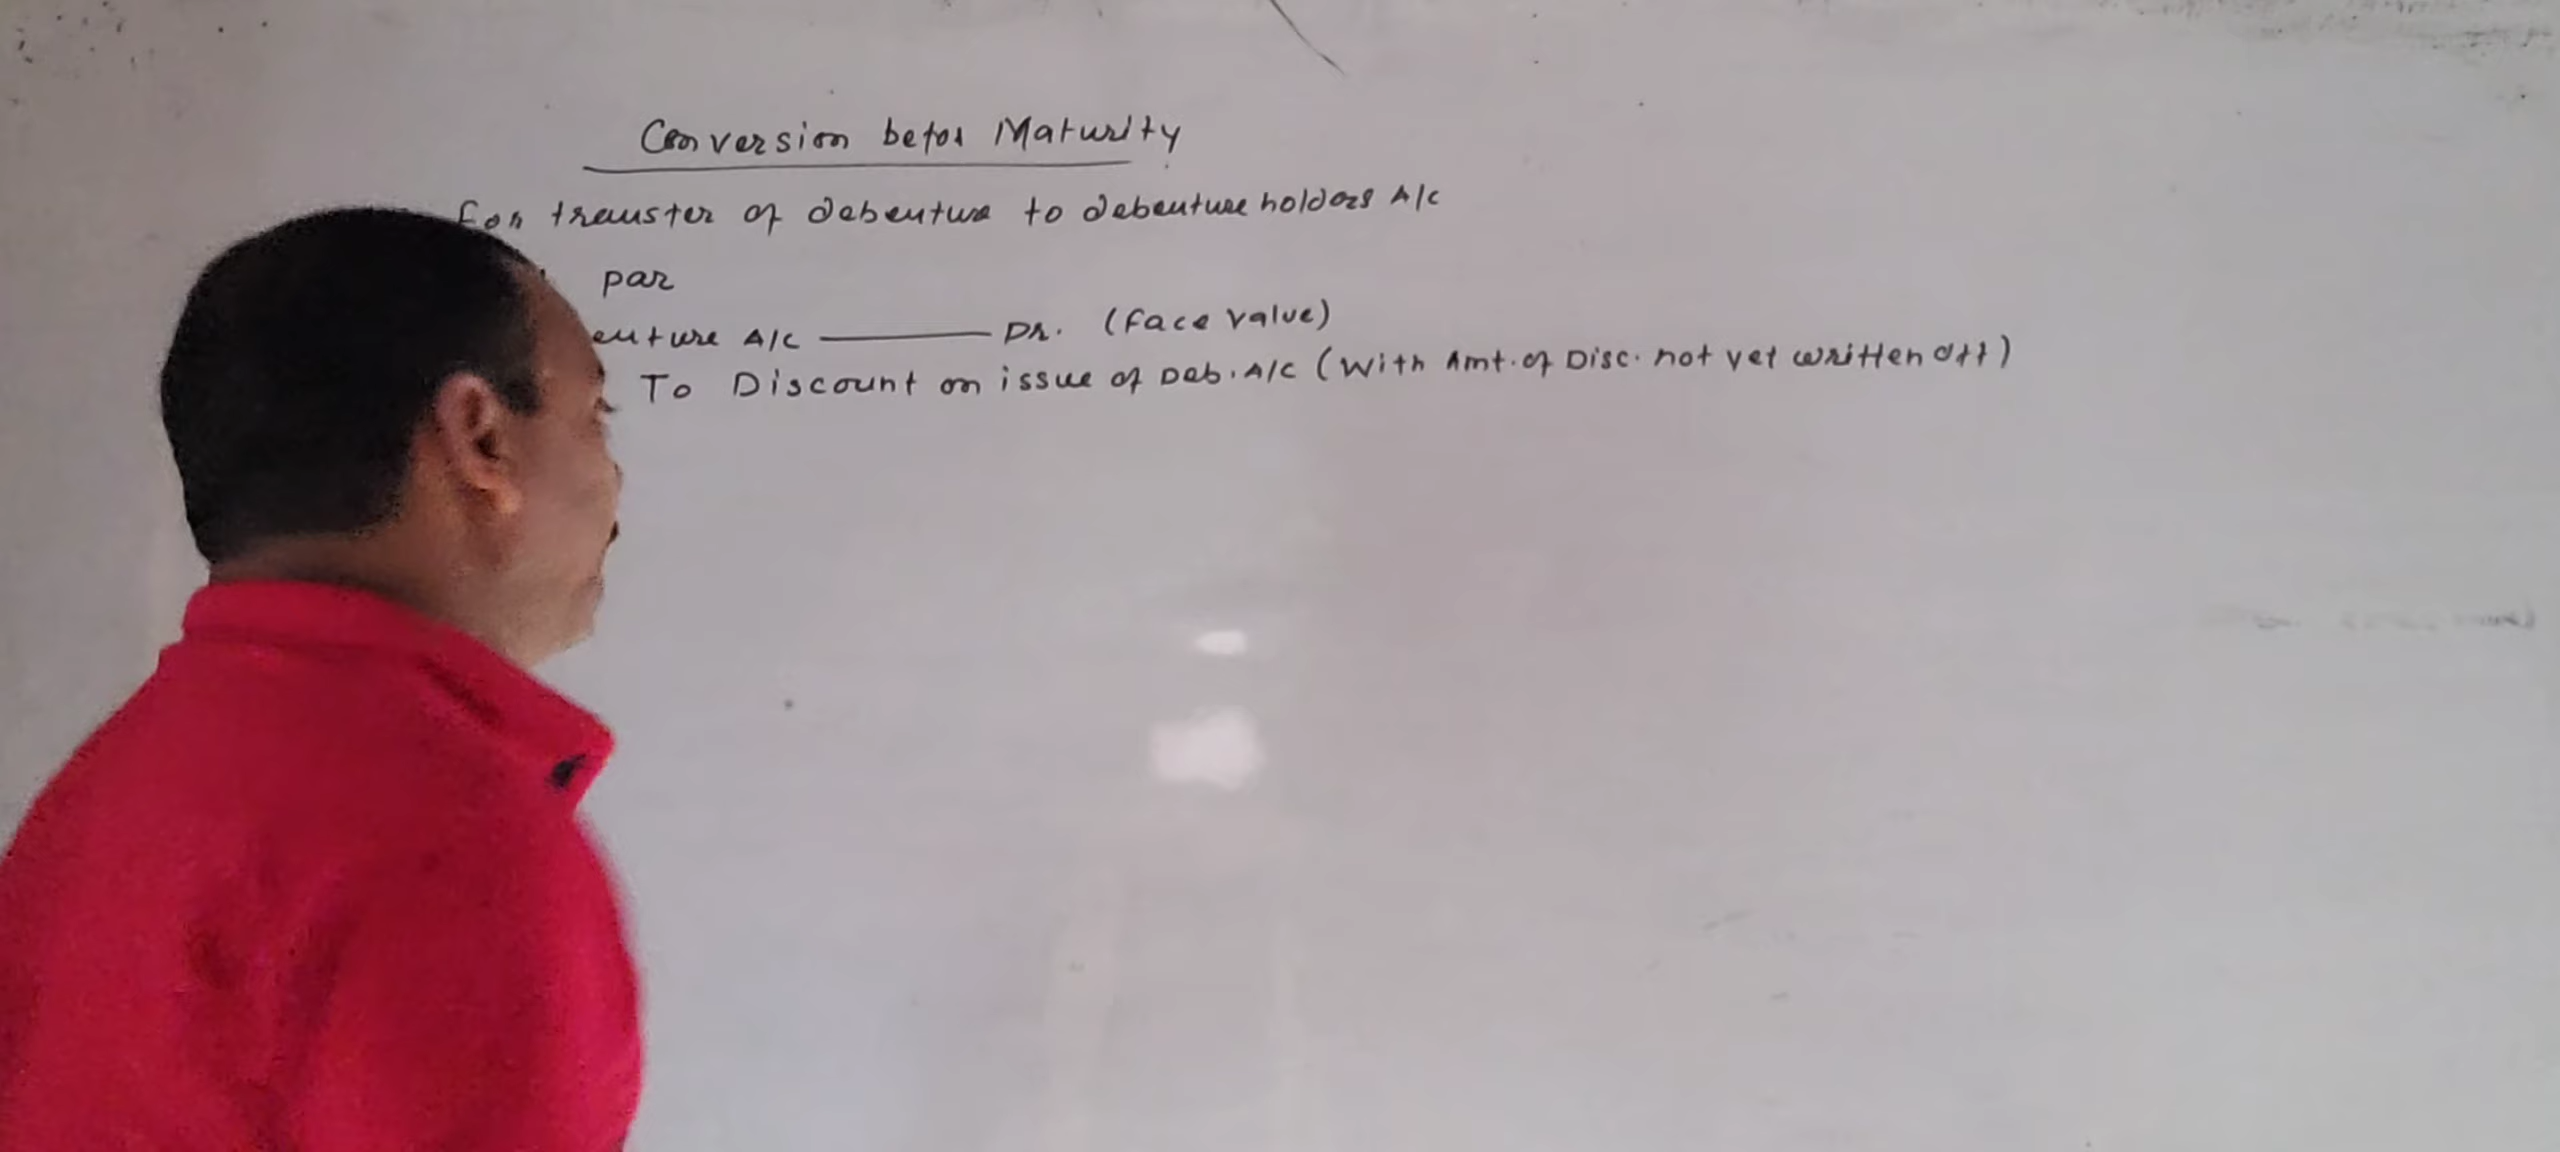 Conversion befor Maturity
For transfer of debenture to debenture holders A/c
par
enture A/c ——— Dr. (Face Value)
To Discount on issue of Deb. A/c (With Amt. of Disc. not yet written off)